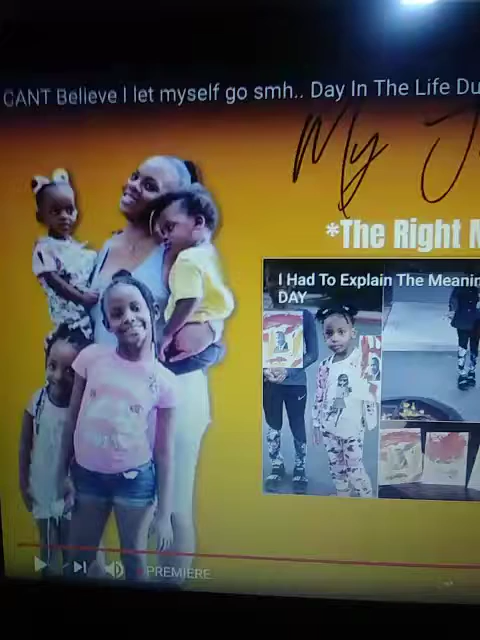 CANT Believe I let myself go smh.. Day In The Life Du
My J
*The Right M
I Had To Explain The Meanin
DAY
PREMIERE